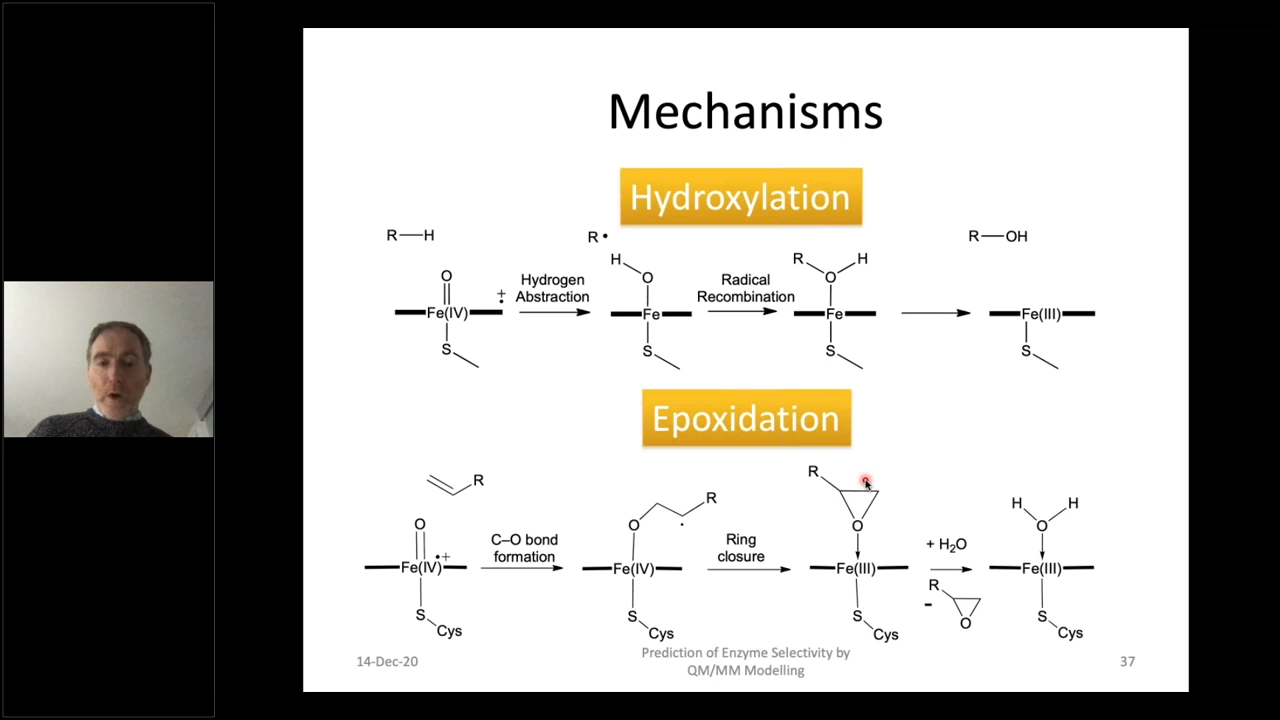 Mechanisms
Hydroxylation
R—H
R•
R—OH
O
Fe(IV)
S
+•
Hydrogen
Abstraction
H
O
Fe
S
Radical
Recombination
R
H
O
Fe
S
Fe(III)
S
Epoxidation
R
O
Fe(IV)
•+
S
Cys
C–O bond
formation
R
O
Fe(IV)
S
Cys
Ring
closure
R
O
Fe(III)
S
Cys
+ H₂O
-
R
O
H
H
O
Fe(III)
S
Cys
14-Dec-20
Prediction of Enzyme Selectivity by
QM/MM Modelling
37